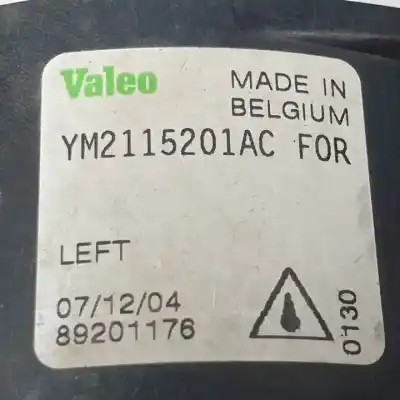 Valeo
MADE IN
BELGIUM
YM2115201AC FOR
LEFT
07/12/04
89201176
0130